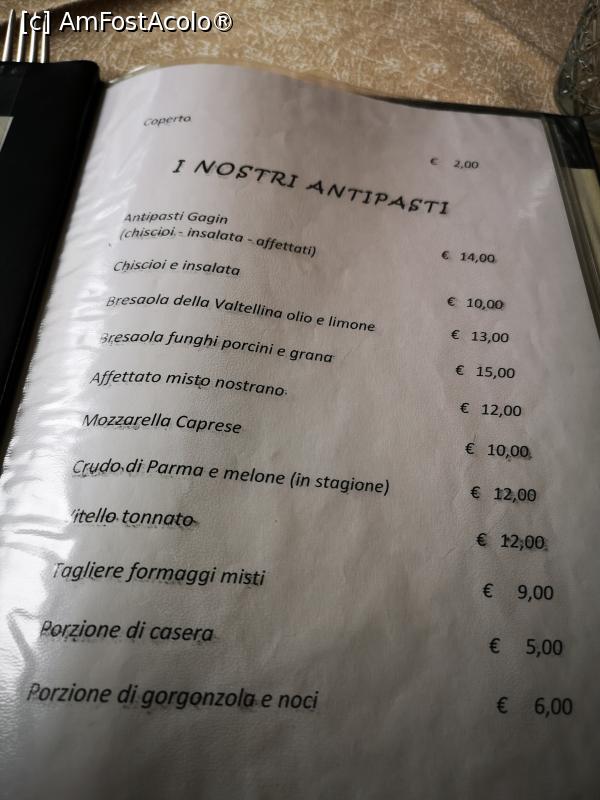 [c] AmFostAcolo®
Coperto € 2,00
I NOSTRI ANTIPASTI
Antipasti Gagin
(chiscioi - insalata - affettati) € 14,00
Chiscioi e insalata € 10,00
Bresaola della Valtellina olio e limone € 13,00
Bresaola funghi porcini e grana € 15,00
Affettato misto nostrano € 12,00
Mozzarella Caprese € 10,00
Crudo di Parma e melone (in stagione) € 12,00
Vitello tonnato € 12,00
Tagliere formaggi misti € 9,00
Porzione di casera € 5,00
Porzione di gorgonzola e noci € 6,00